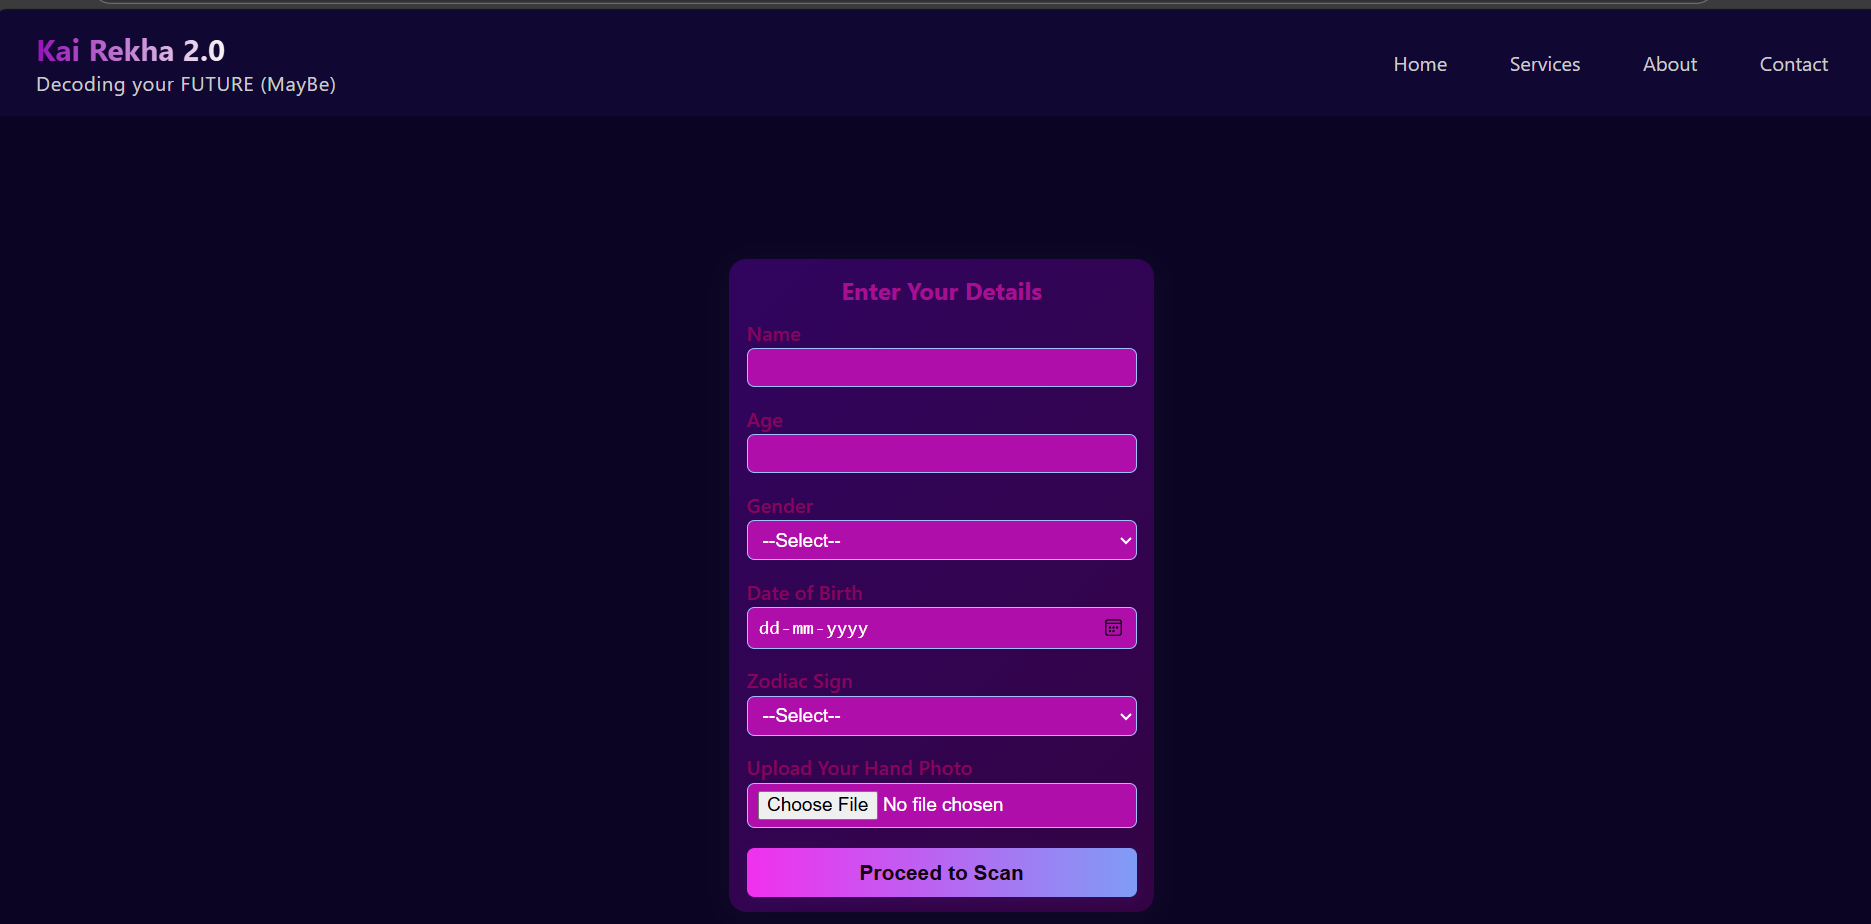 Kai Rekha 2.0
Decoding your FUTURE (MayBe)
Home Services About Contact
Enter Your Details
Name
Age
Gender
--Select--
Date of Birth
dd-mm-yyyy
Zodiac Sign
--Select--
Upload Your Hand Photo
Choose File No file chosen
Proceed to Scan